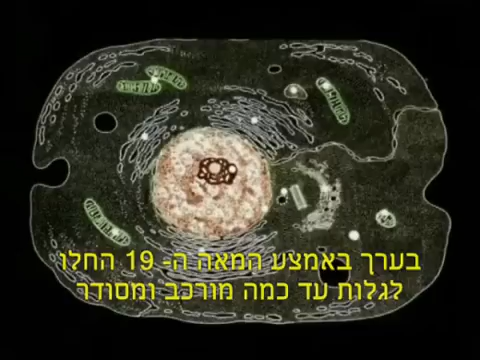 בערך באמצע המאה ה- 19 החלו
לגלות עד כמה מורכב ומסודר